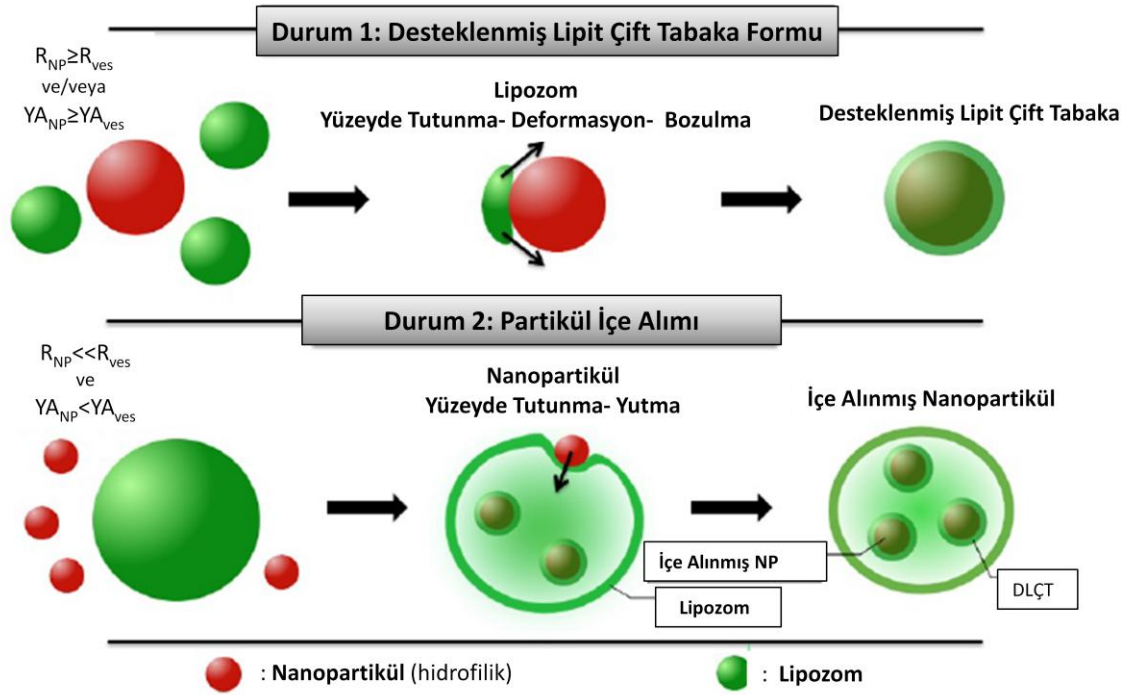 Durum 1: Desteklenmiş Lipit Çift Tabaka Formu
R_NP≥R_ves
ve/veya
YA_NP≥YA_ves
Lipozom
Yüzeyde Tutunma- Deformasyon- Bozulma
Desteklenmiş Lipit Çift Tabaka
Durum 2: Partikül İçe Alımı
R_NP<<R_ves
ve
YA_NP<YA_ves
Nanopartikül
Yüzeyde Tutunma- Yutma
İçe Alınmış Nanopartikül
İçe Alınmış NP
Lipozom
DLÇT
: Nanopartikül (hidrofilik)
: Lipozom